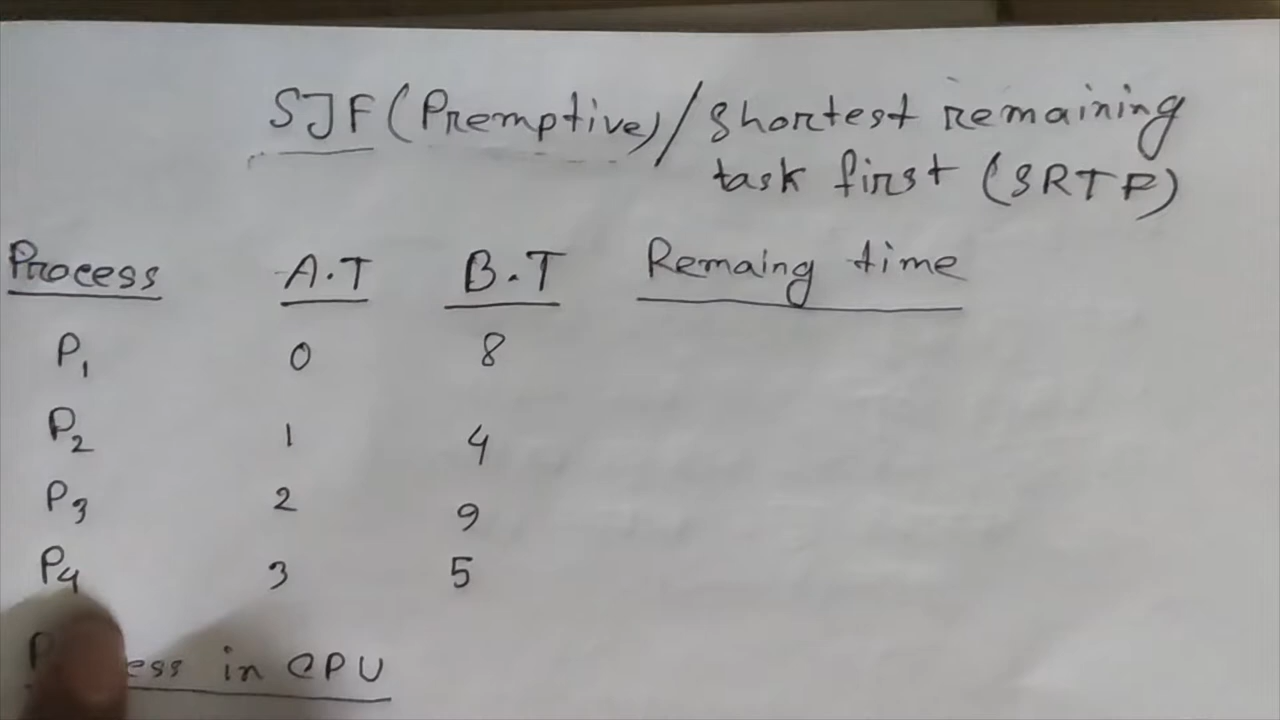 SJF (Premptive) / Shortest remaining
task first (SRTF)
Process A.T B.T Remaing time
P1 0 8
P2 1 4
P3 2 9
P4 3 5
in CPU